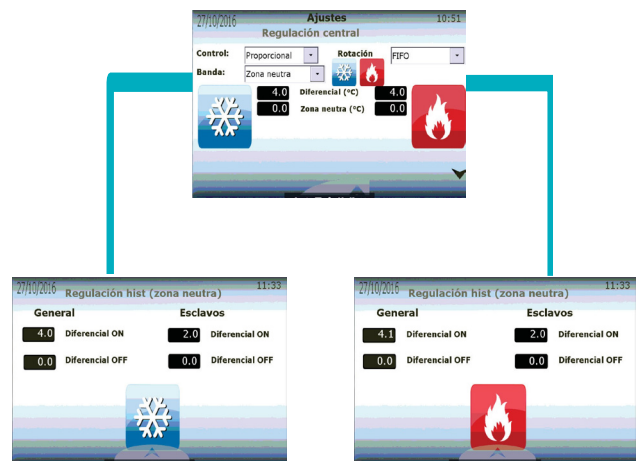 27/10/2016 Ajustes 10:51
Regulación central
Control: Proporcional Rotación FIFO
Banda: Zona neutra
4.0 Diferencial (°C) 4.0
0.0 Zona neutra (°C) 0.0
27/10/2016 Regulación hist (zona neutra) 11:33
General Esclavos
4.0 Diferencial ON 2.0 Diferencial ON
0.0 Diferencial OFF 0.0 Diferencial OFF
27/10/2016 Regulación hist (zona neutra) 11:33
General Esclavos
4.1 Diferencial ON 2.0 Diferencial ON
0.0 Diferencial OFF 0.0 Diferencial OFF